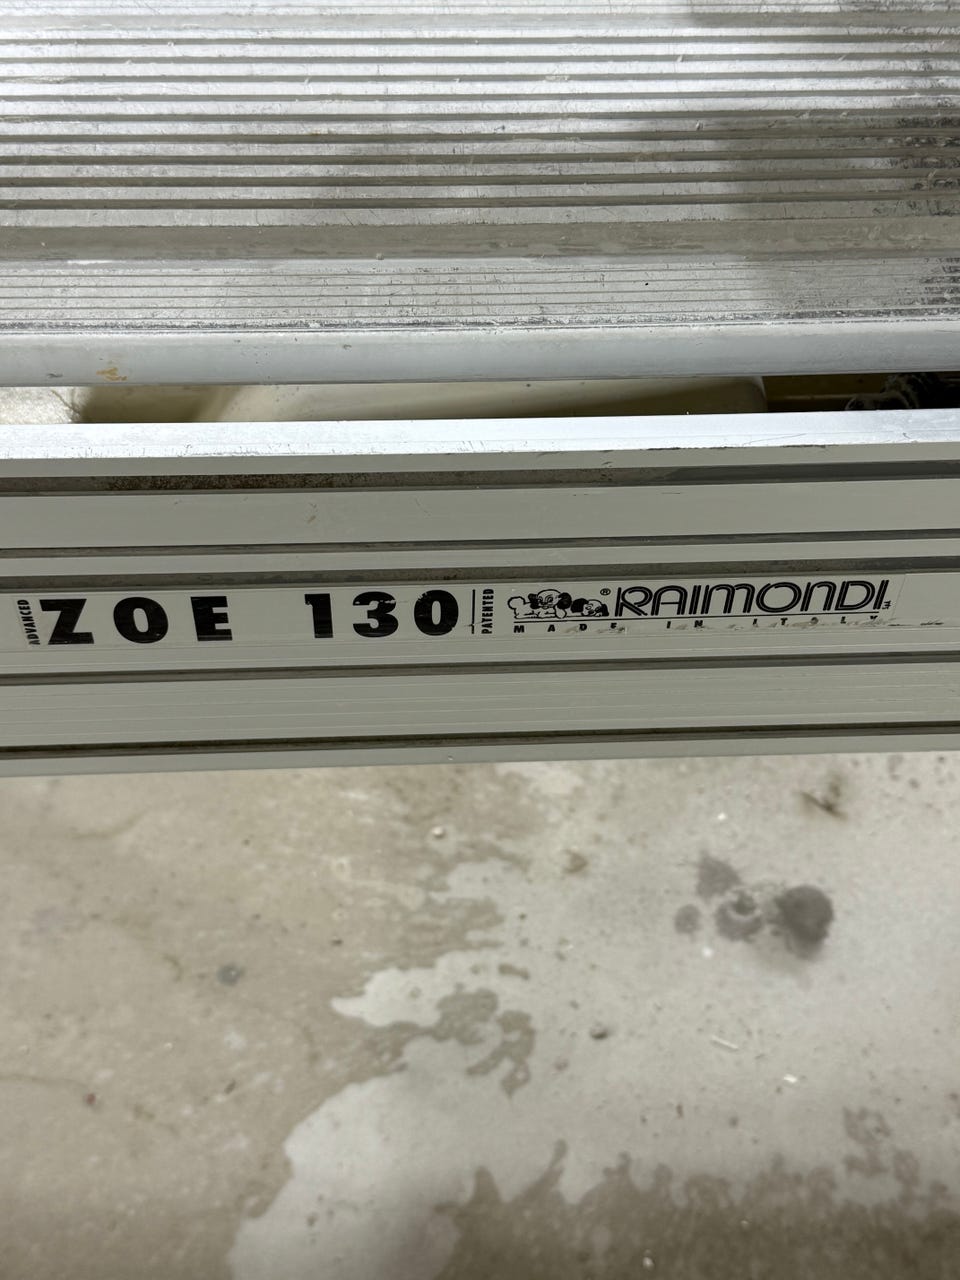 ADVANCED
ZOE 130
PATENTED
® RAIMONDI
MADE IN ITALY